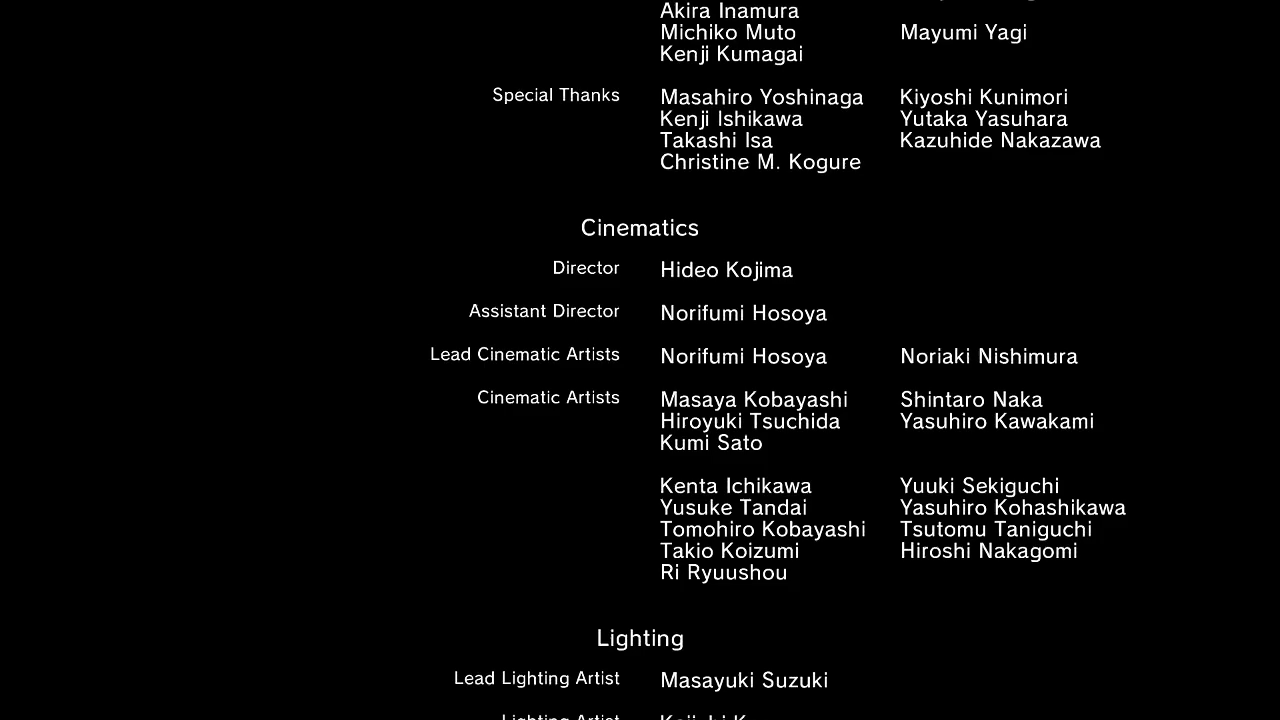 Akira Inamura
Michiko Muto Mayumi Yagi
Kenji Kumagai
Special Thanks Masahiro Yoshinaga Kiyoshi Kunimori
Kenji Ishikawa Yutaka Yasuhara
Takashi Isa Kazuhide Nakazawa
Christine M. Kogure
Cinematics
Director Hideo Kojima
Assistant Director Norifumi Hosoya
Lead Cinematic Artists Norifumi Hosoya Noriaki Nishimura
Cinematic Artists Masaya Kobayashi Shintaro Naka
Hiroyuki Tsuchida Yasuhiro Kawakami
Kumi Sato
Kenta Ichikawa Yuuki Sekiguchi
Yusuke Tandai Yasuhiro Kohashikawa
Tomohiro Kobayashi Tsutomu Taniguchi
Takio Koizumi Hiroshi Nakagomi
Ri Ryuushou
Lighting
Lead Lighting Artist Masayuki Suzuki
Lighting Artist